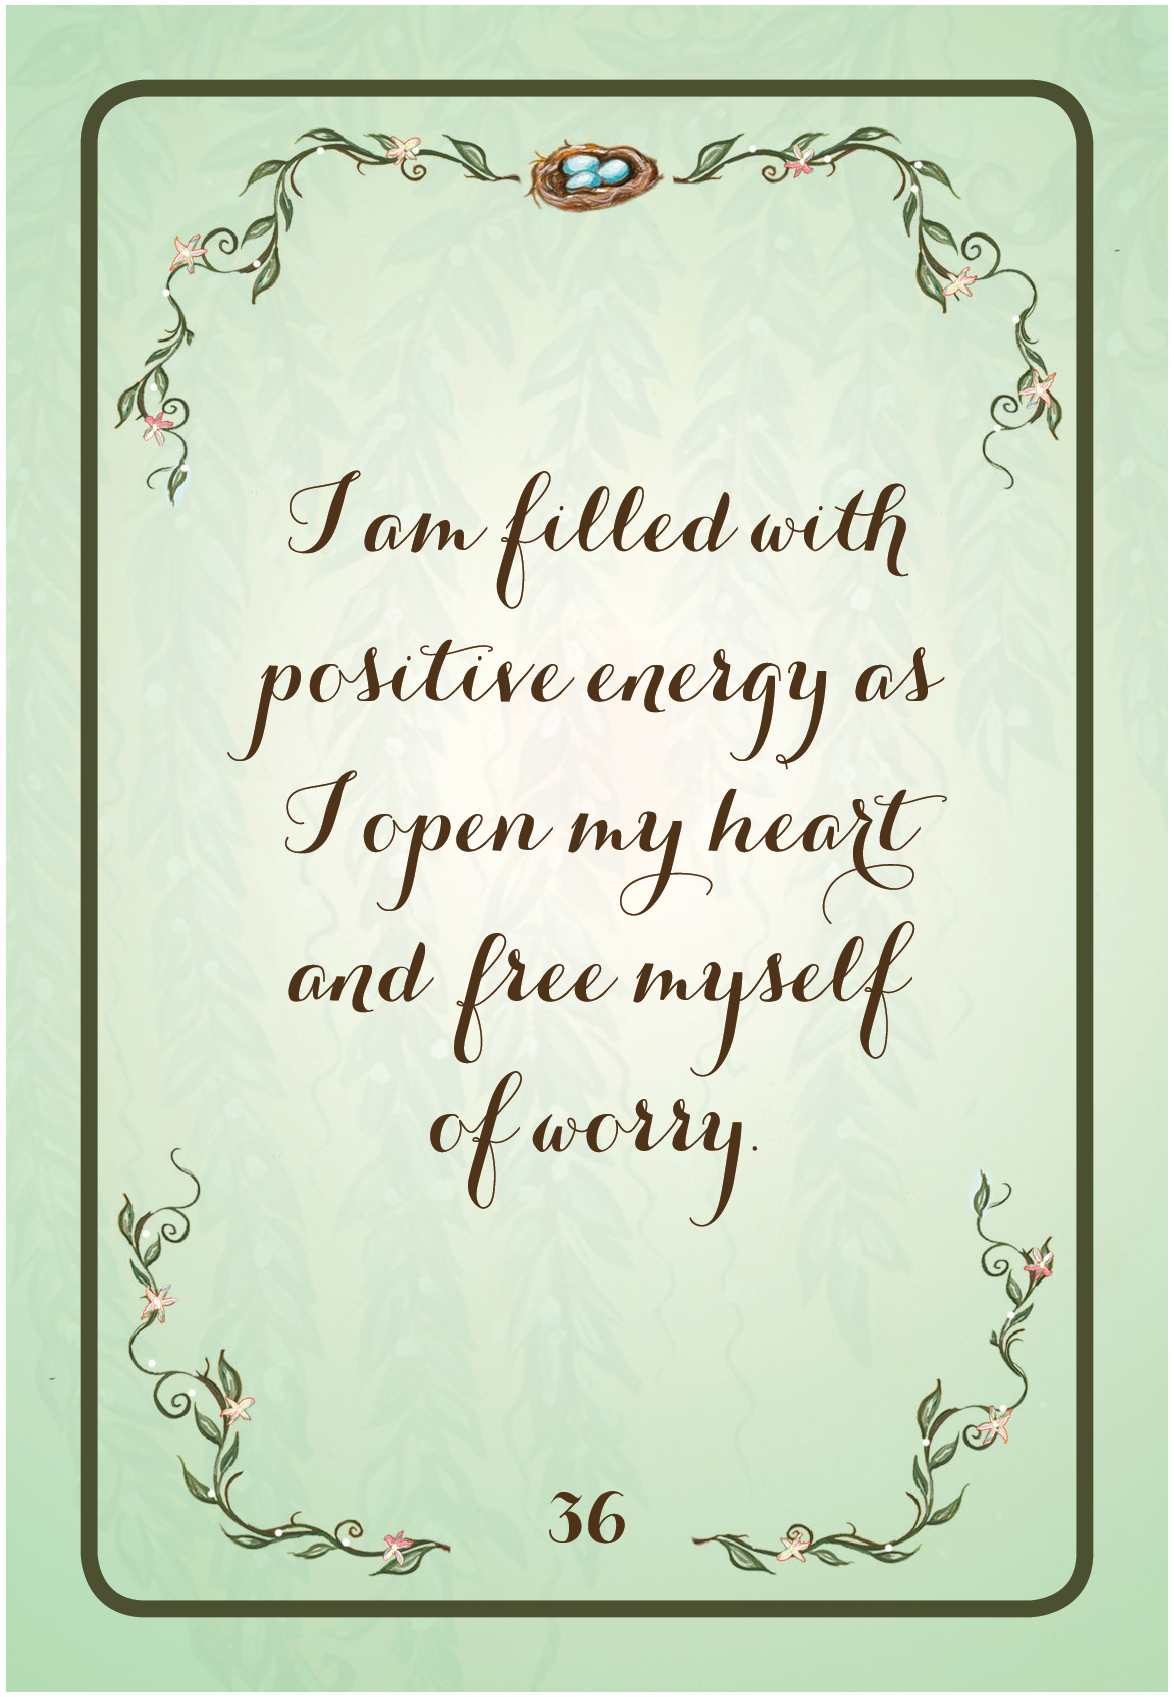 I am filled with
positive energy as
I open my heart
and free myself
of worry.
36